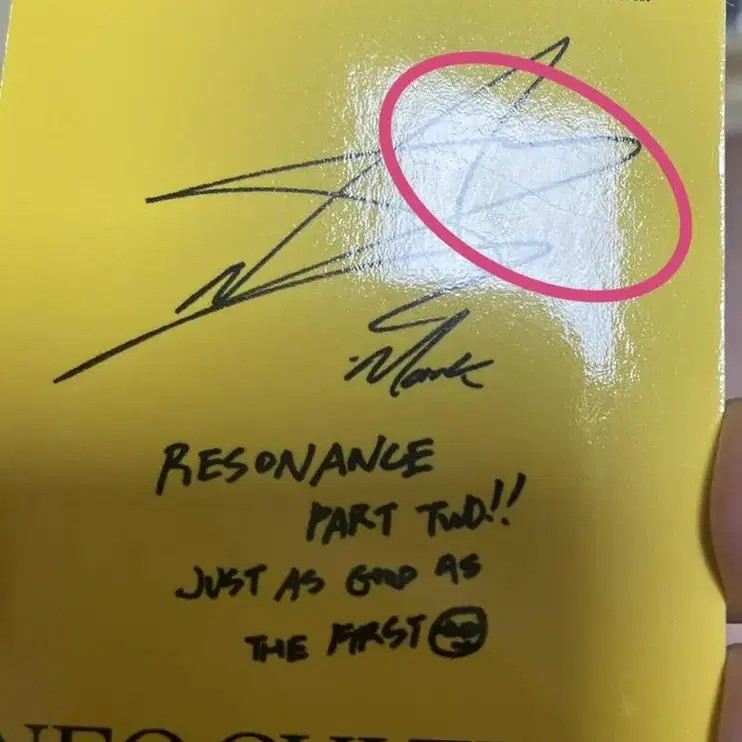 Mark
RESONANCE
PART TWO!!
JUST AS GOOD AS
THE FIRST